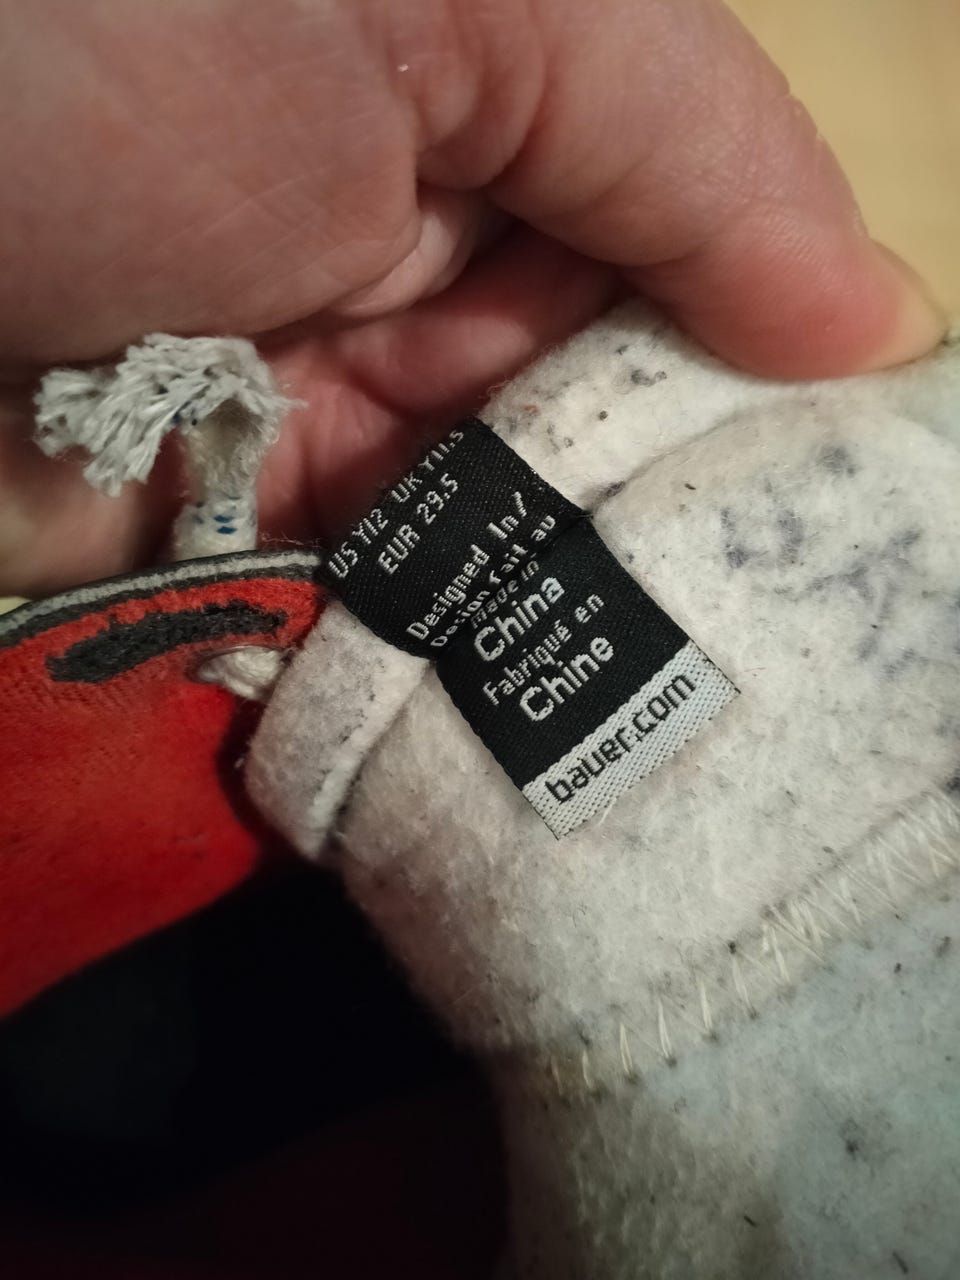 US Y12 UK Y11.5
EUR 29.5
Designed In/
Design fait au
Made in
China
Fabriqué en
Chine
bauer.com